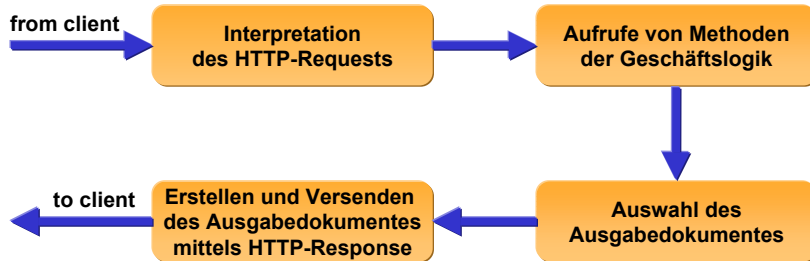 from client
Interpretation
des HTTP-Requests
Aufrufe von Methoden
der Geschäftslogik
to client
Erstellen und Versenden
des Ausgabedokumentes
mittels HTTP-Response
Auswahl des
Ausgabedokumentes